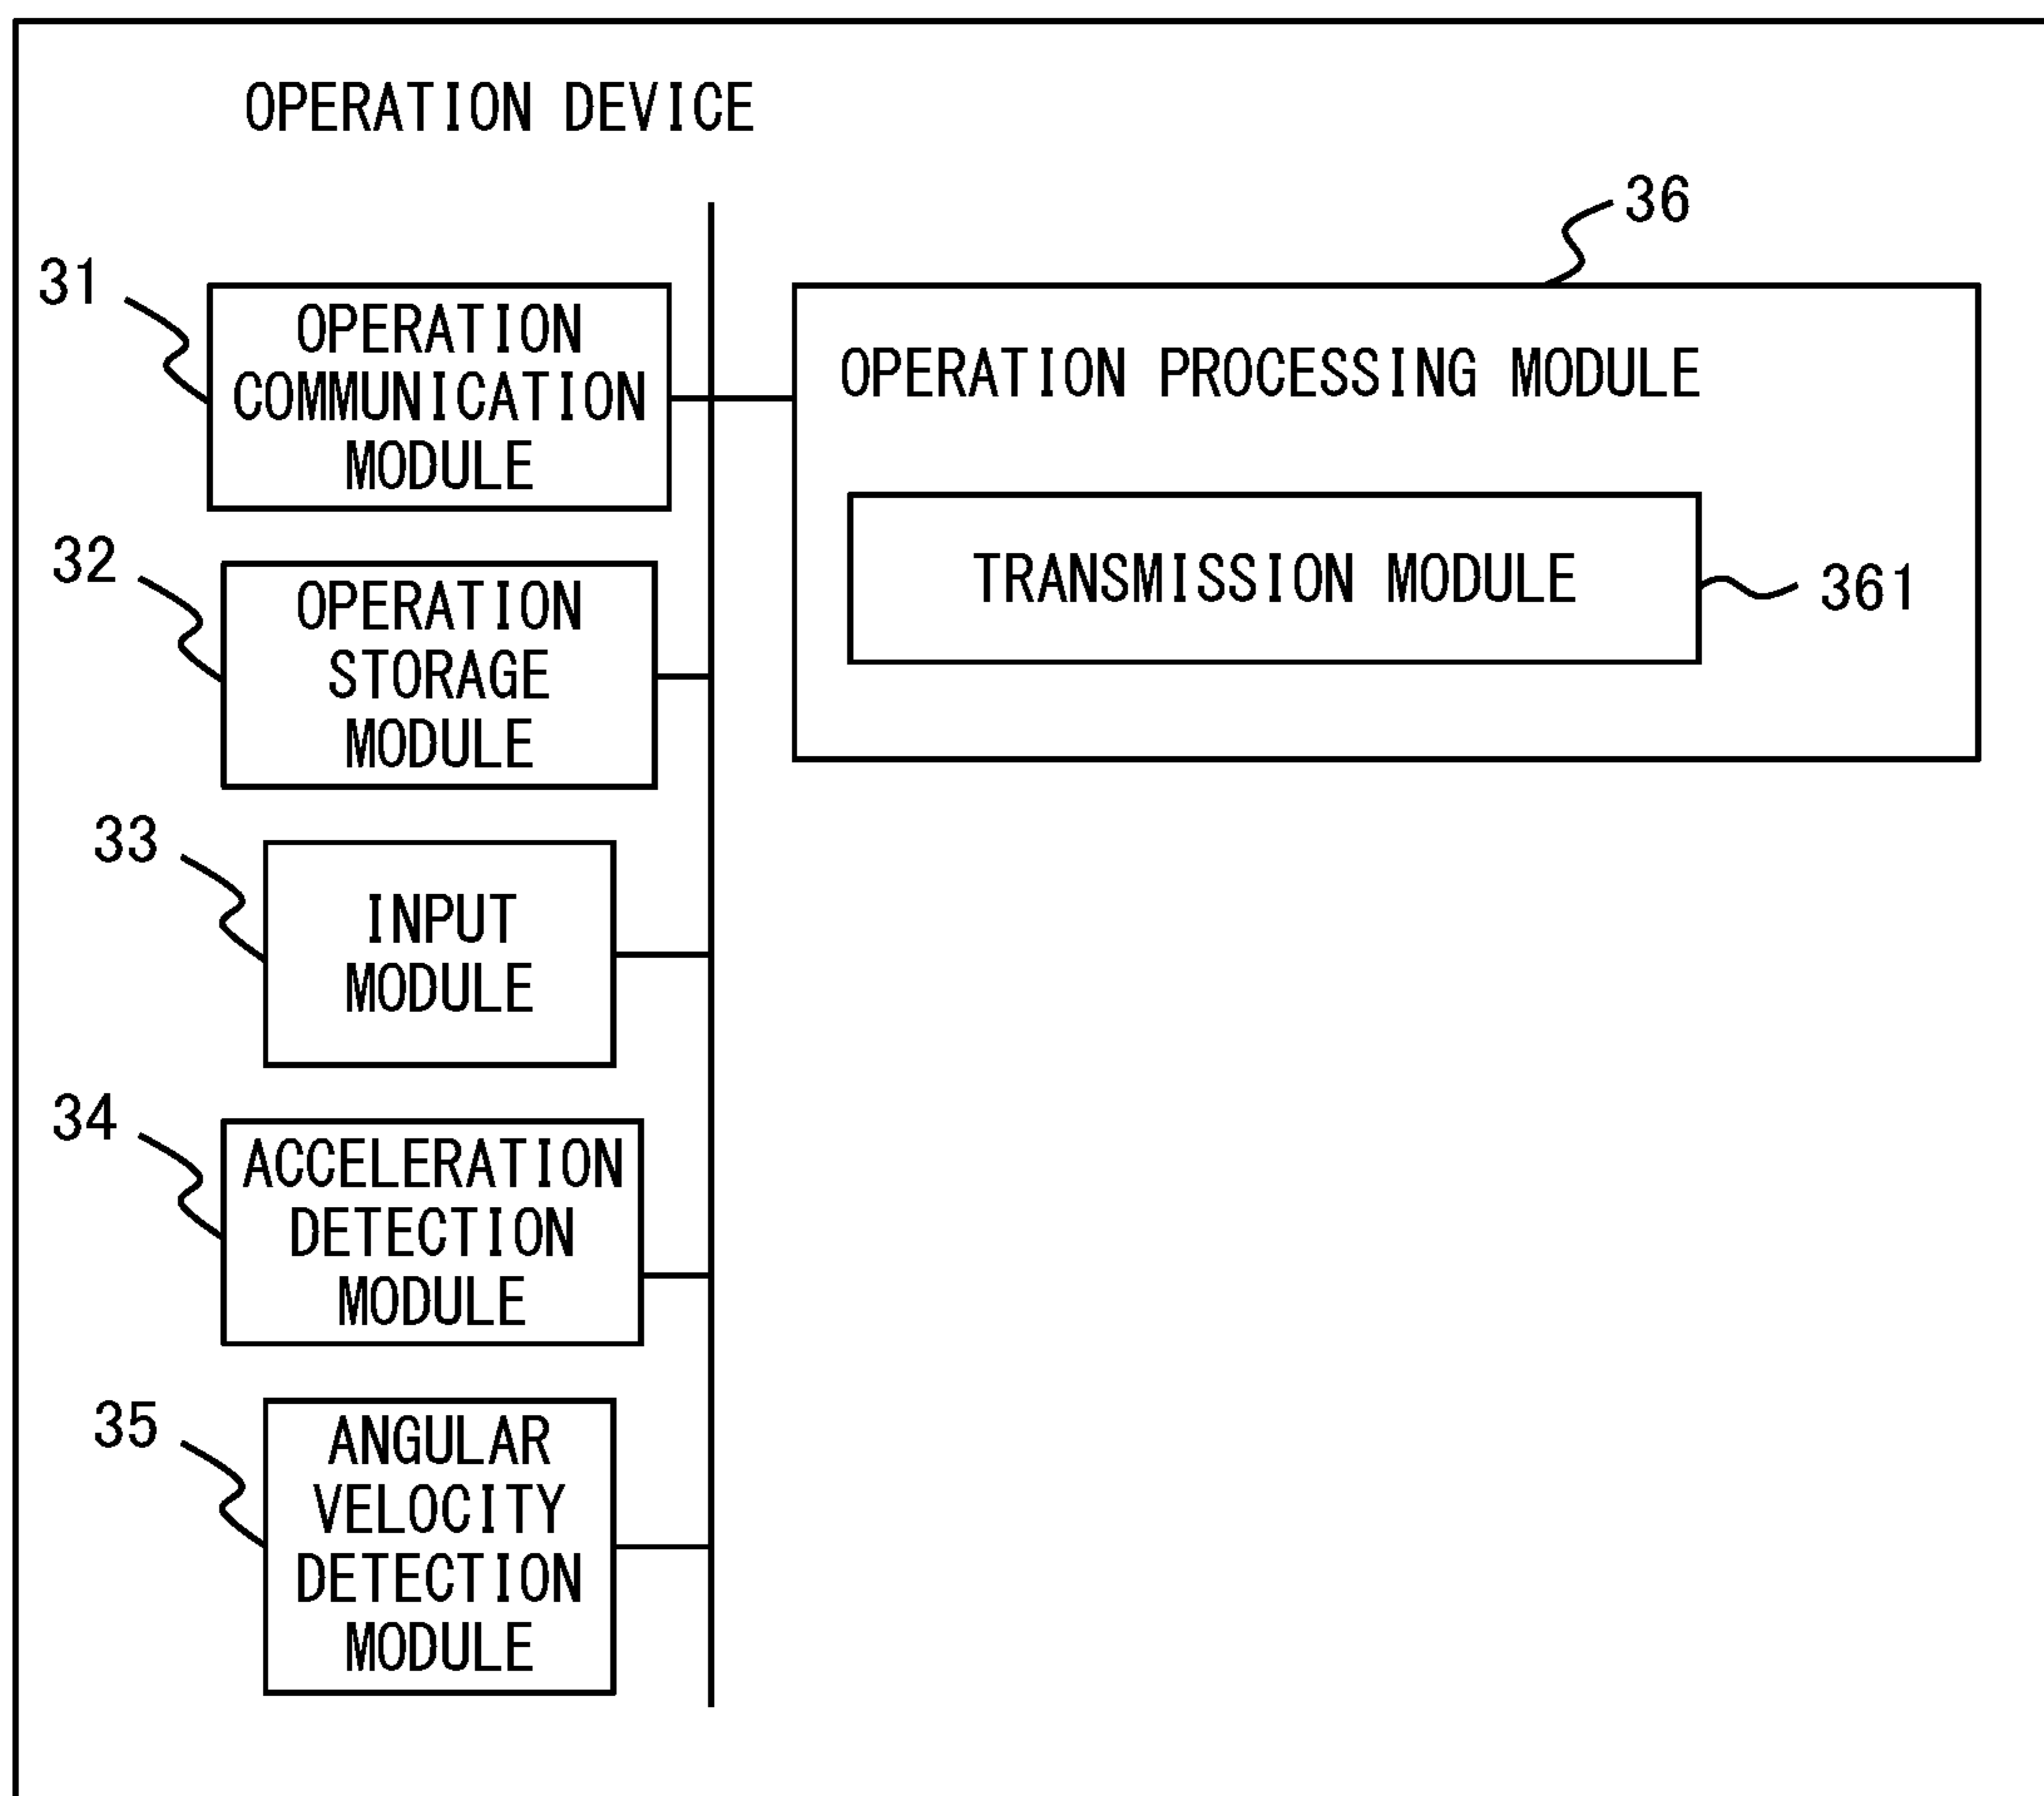 OPERATION DEVICE
31
OPERATION
COMMUNICATION
MODULE
32
OPERATION
STORAGE
MODULE
33
INPUT
MODULE
34
ACCELERATION
DETECTION
MODULE
35
ANGULAR
VELOCITY
DETECTION
MODULE
36
OPERATION PROCESSING MODULE
TRANSMISSION MODULE
361